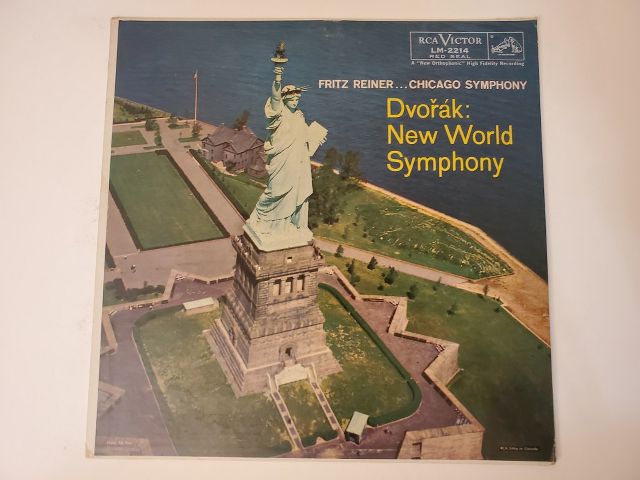 RCA VICTOR
LM-2214
RED SEAL
A "New Orthophonic" High Fidelity Recording
FRITZ REINER...CHICAGO SYMPHONY
Dvořák:
New World
Symphony